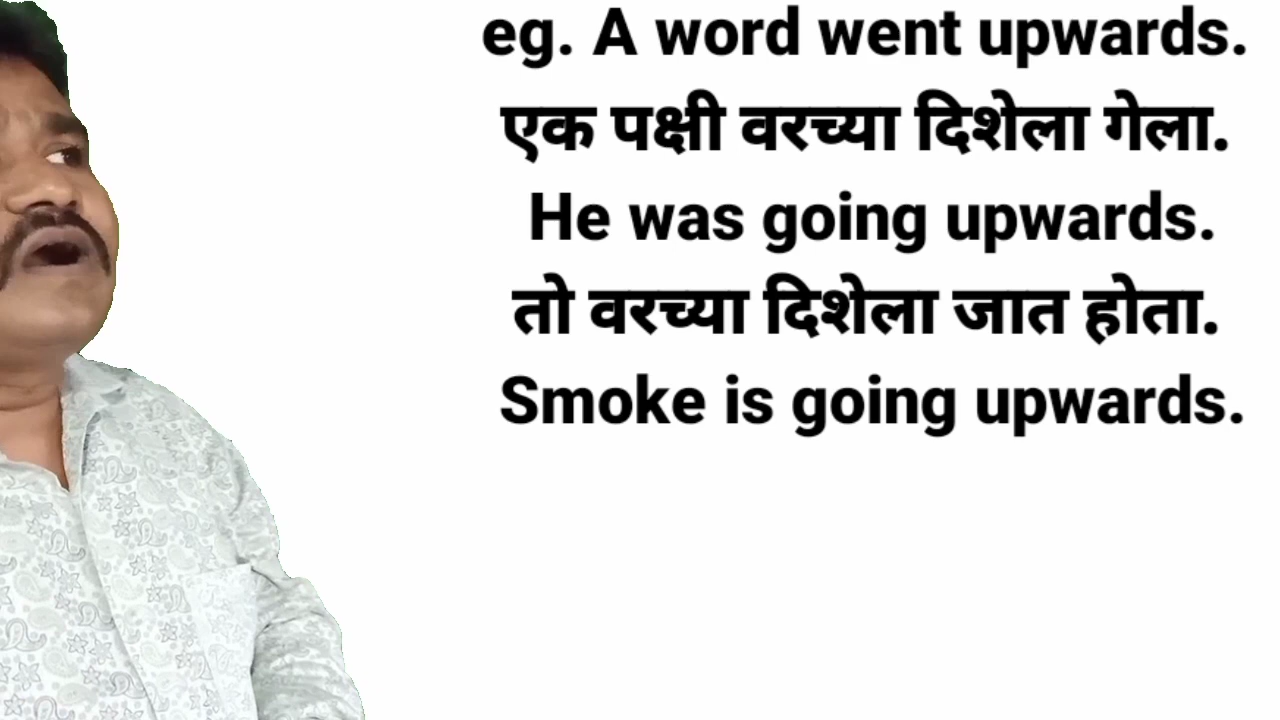 eg. A word went upwards.
एक पक्षी वरच्या दिशेला गेला.
He was going upwards.
तो वरच्या दिशेला जात होता.
Smoke is going upwards.